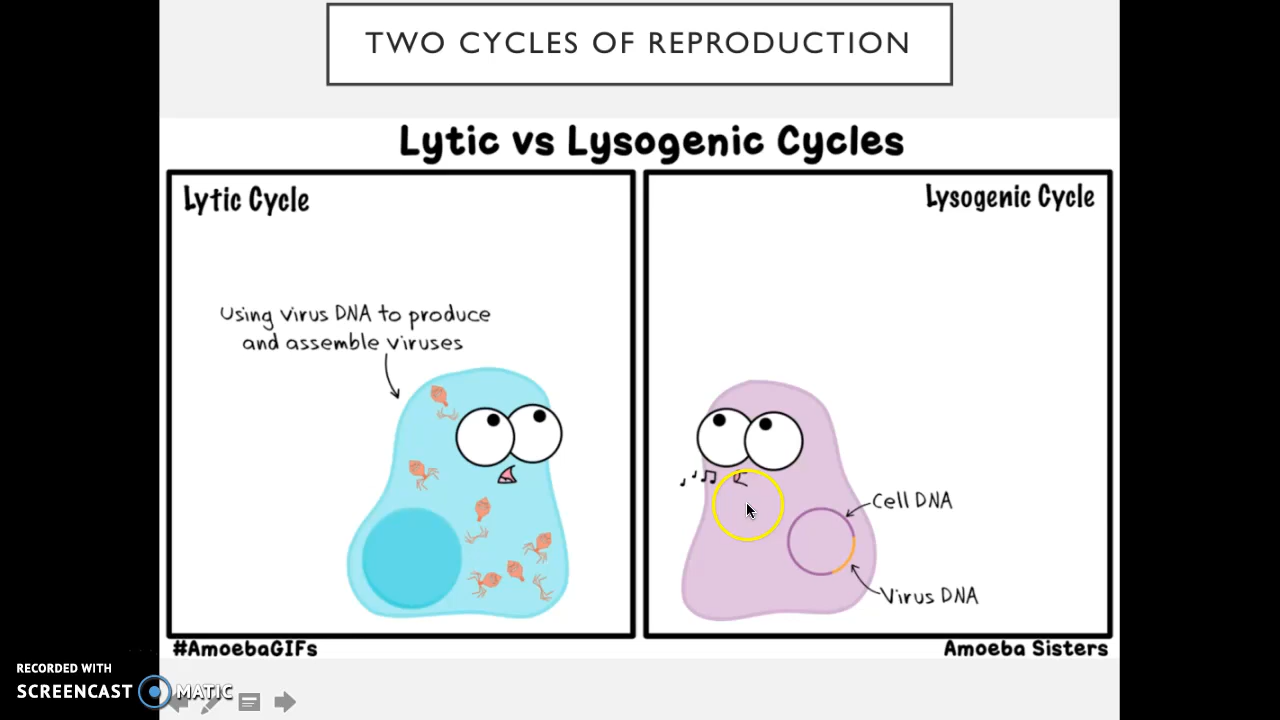 TWO CYCLES OF REPRODUCTION
Lytic vs Lysogenic Cycles
Lytic Cycle
Using virus DNA to produce
and assemble viruses
Lysogenic Cycle
Cell DNA
Virus DNA
#AmoebaGIFs
Amoeba Sisters
RECORDED WITH
SCREENCAST MATIC